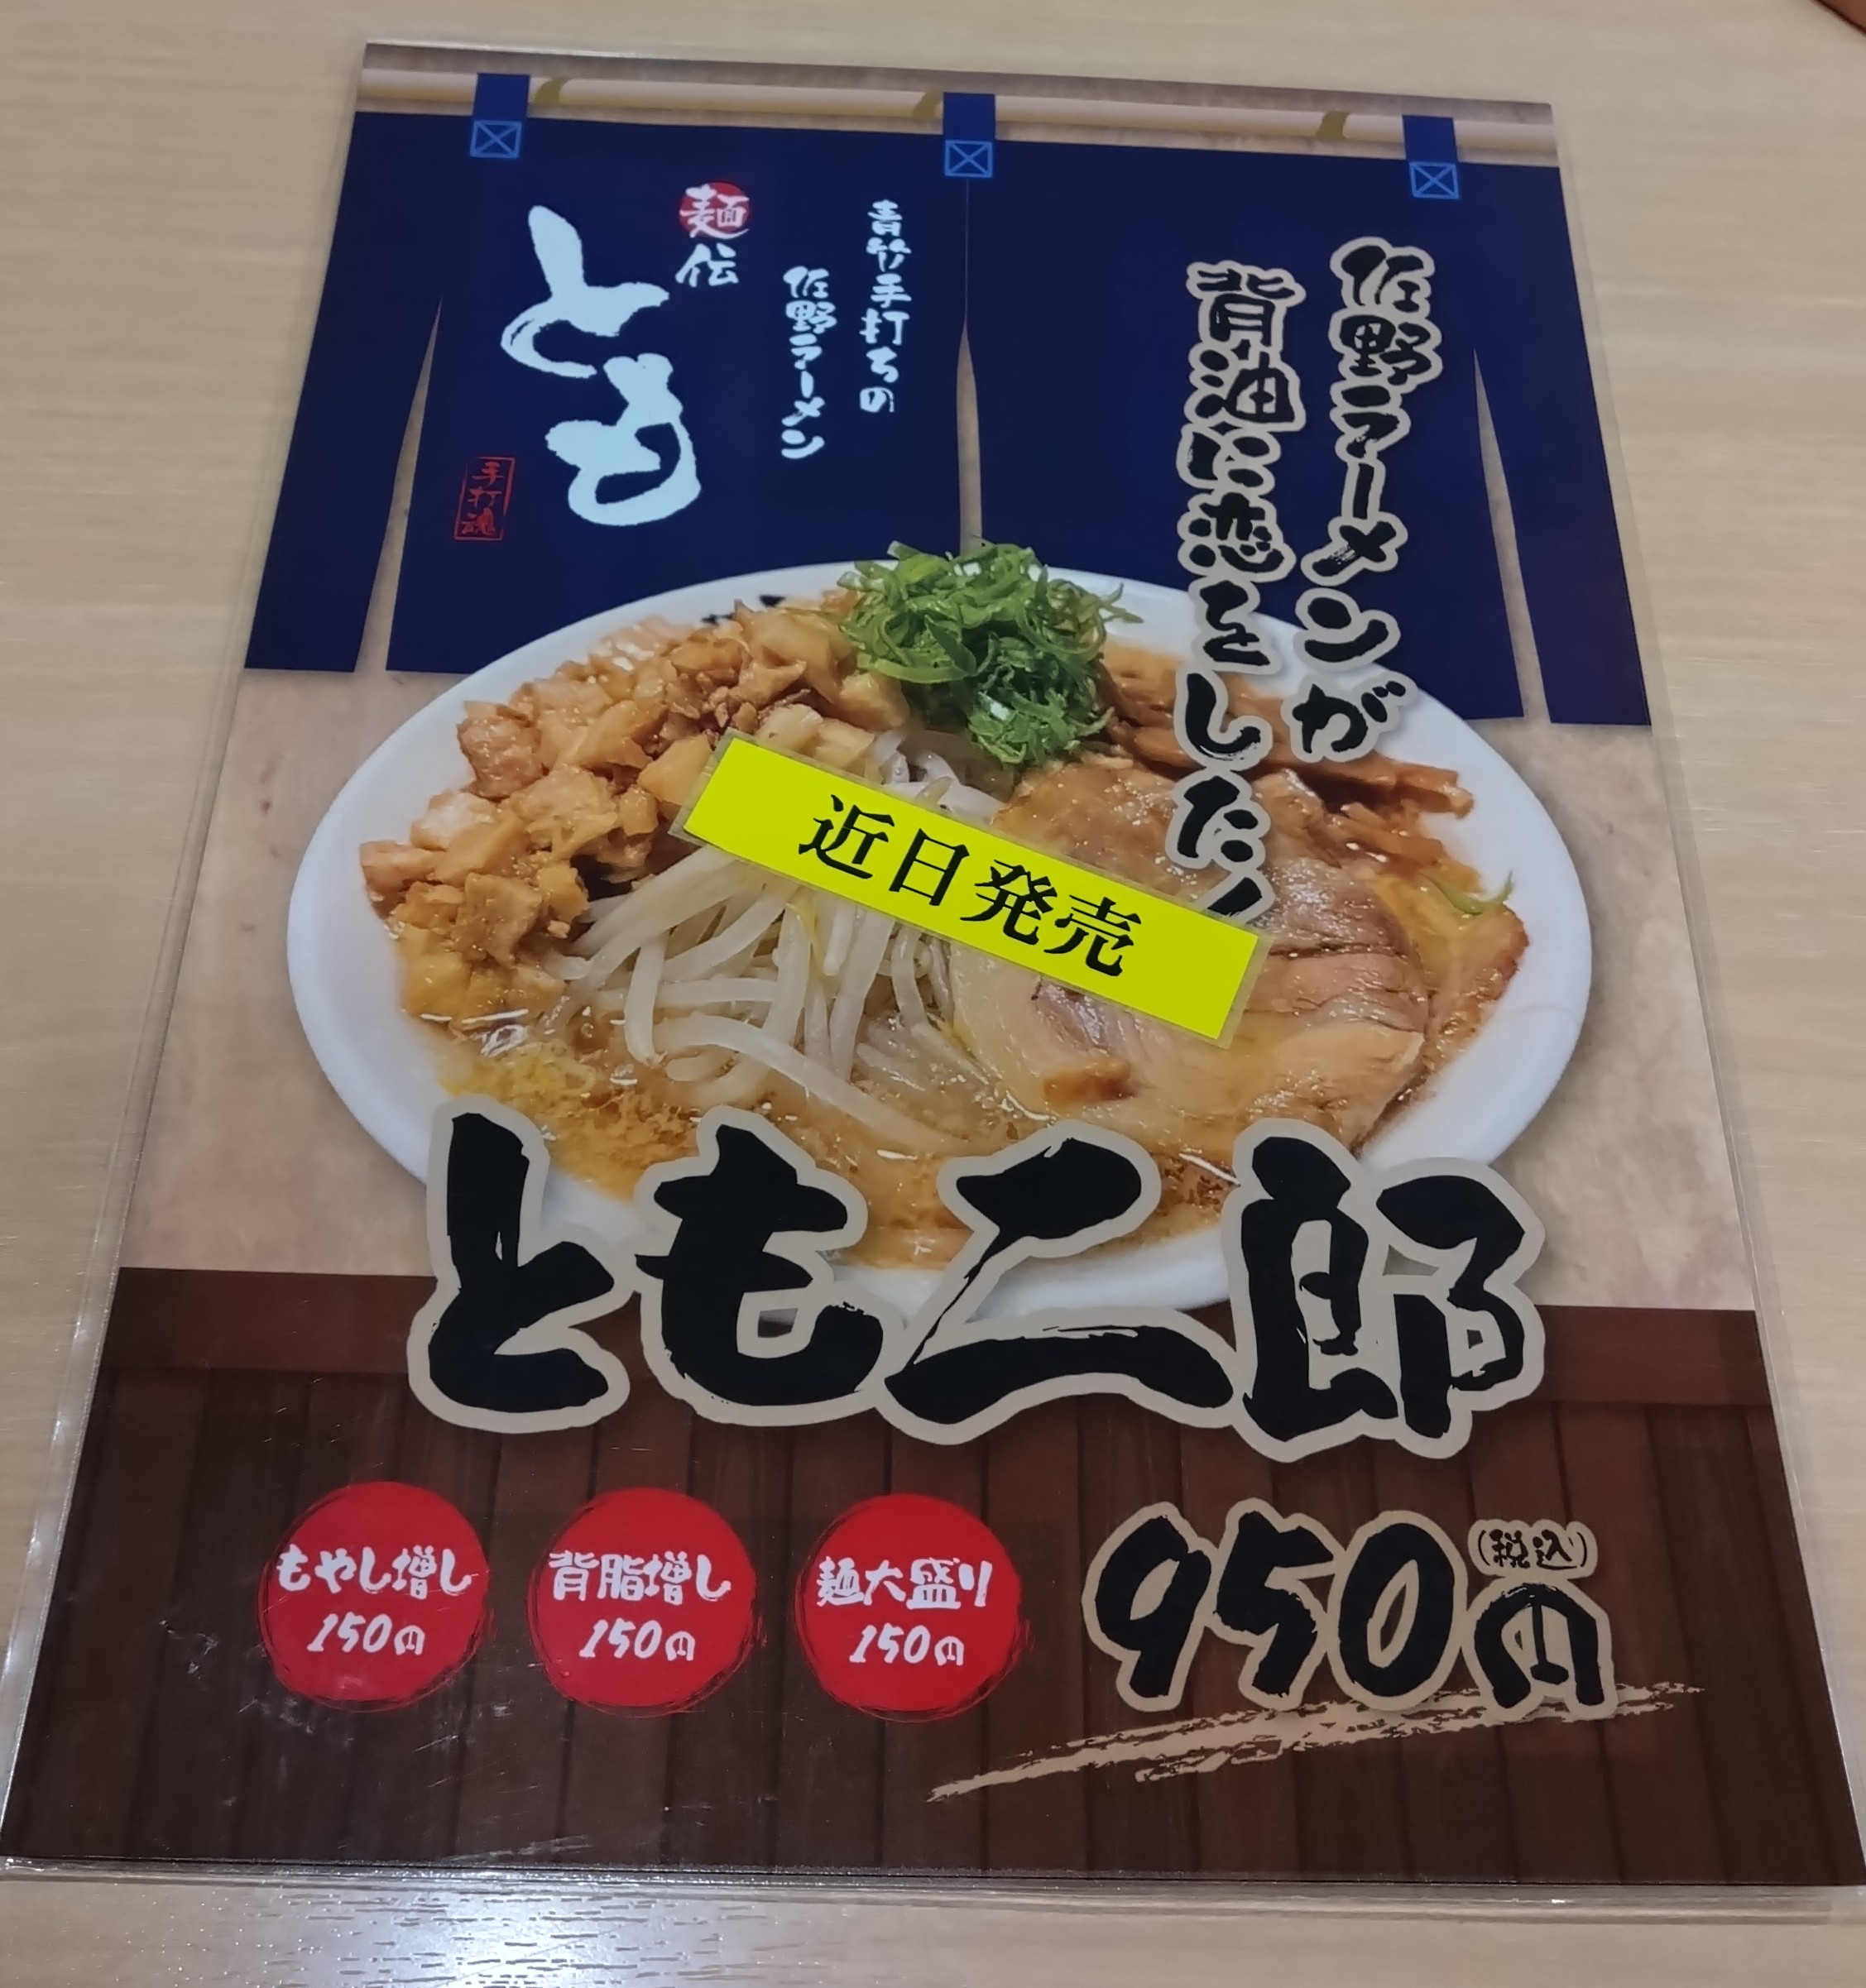 佐野ラーメンが
背油に恋をした!
青竹手打ちの
佐野ラーメン
麺伝
とも
手打魂
近日発売
とも二郎
もやし増し
150円
背脂増し
150円
麺大盛り
150円
950円
(税込)